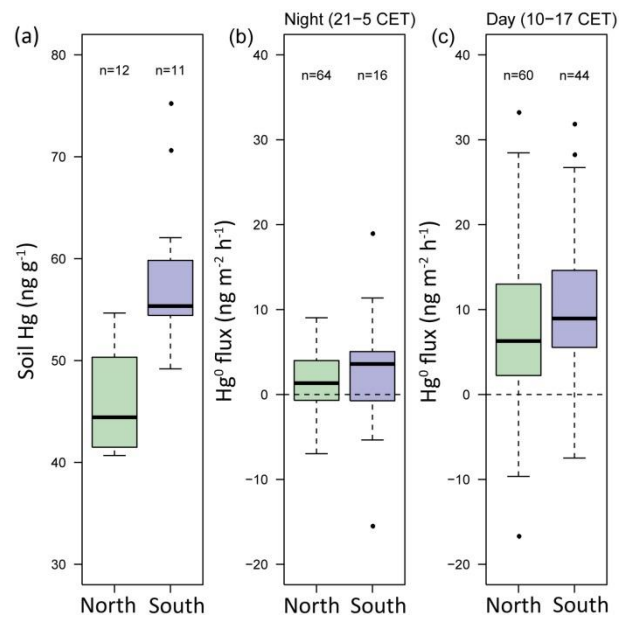 (a)
80
70
60
50
40
30
Soil Hg (ng g⁻¹)
n=12 n=11
North South
Night (21−5 CET)
(b)
40
30
20
10
0
−10
−20
Hg⁰ flux (ng m⁻² h⁻¹)
n=64 n=16
North South
Day (10−17 CET)
(c)
40
30
20
10
0
−10
−20
Hg⁰ flux (ng m⁻² h⁻¹)
n=60 n=44
North South